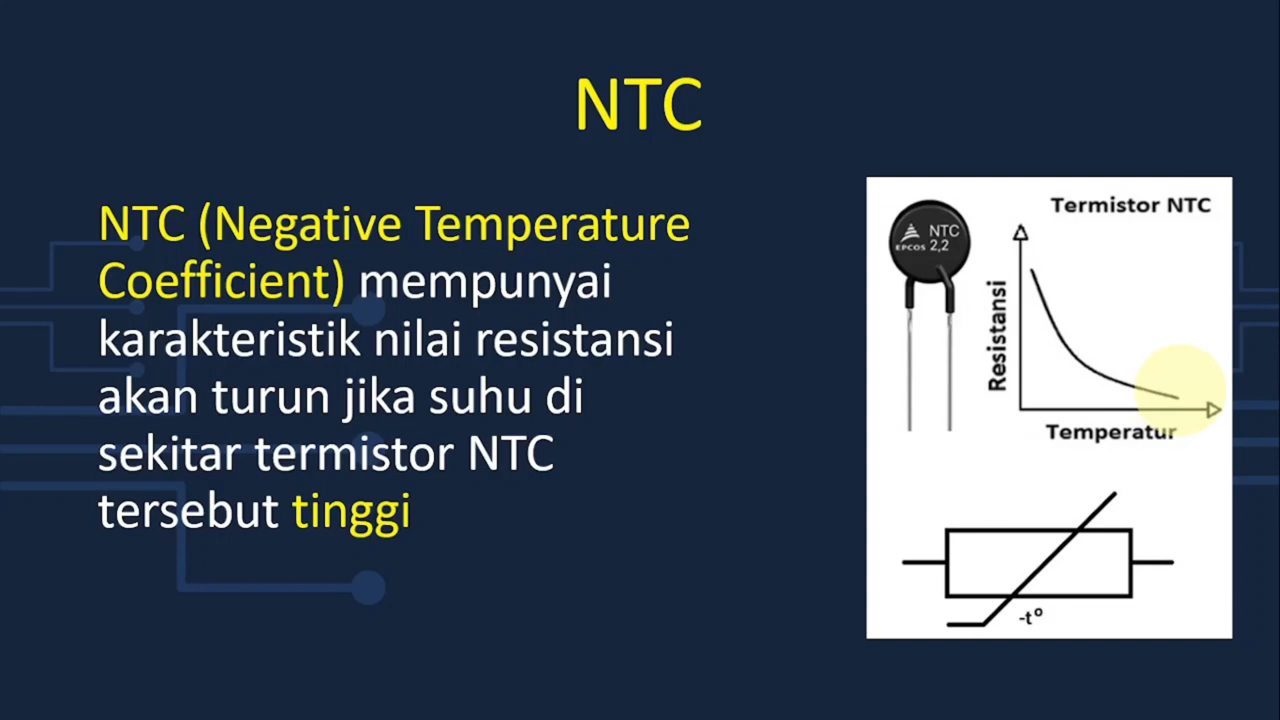 NTC
NTC (Negative Temperature
Coefficient) mempunyai
karakteristik nilai resistansi
akan turun jika suhu di
sekitar termistor NTC
tersebut tinggi
Termistor NTC
NTC
EPCOS 2,2
Resistansi
Temperatur
-tº